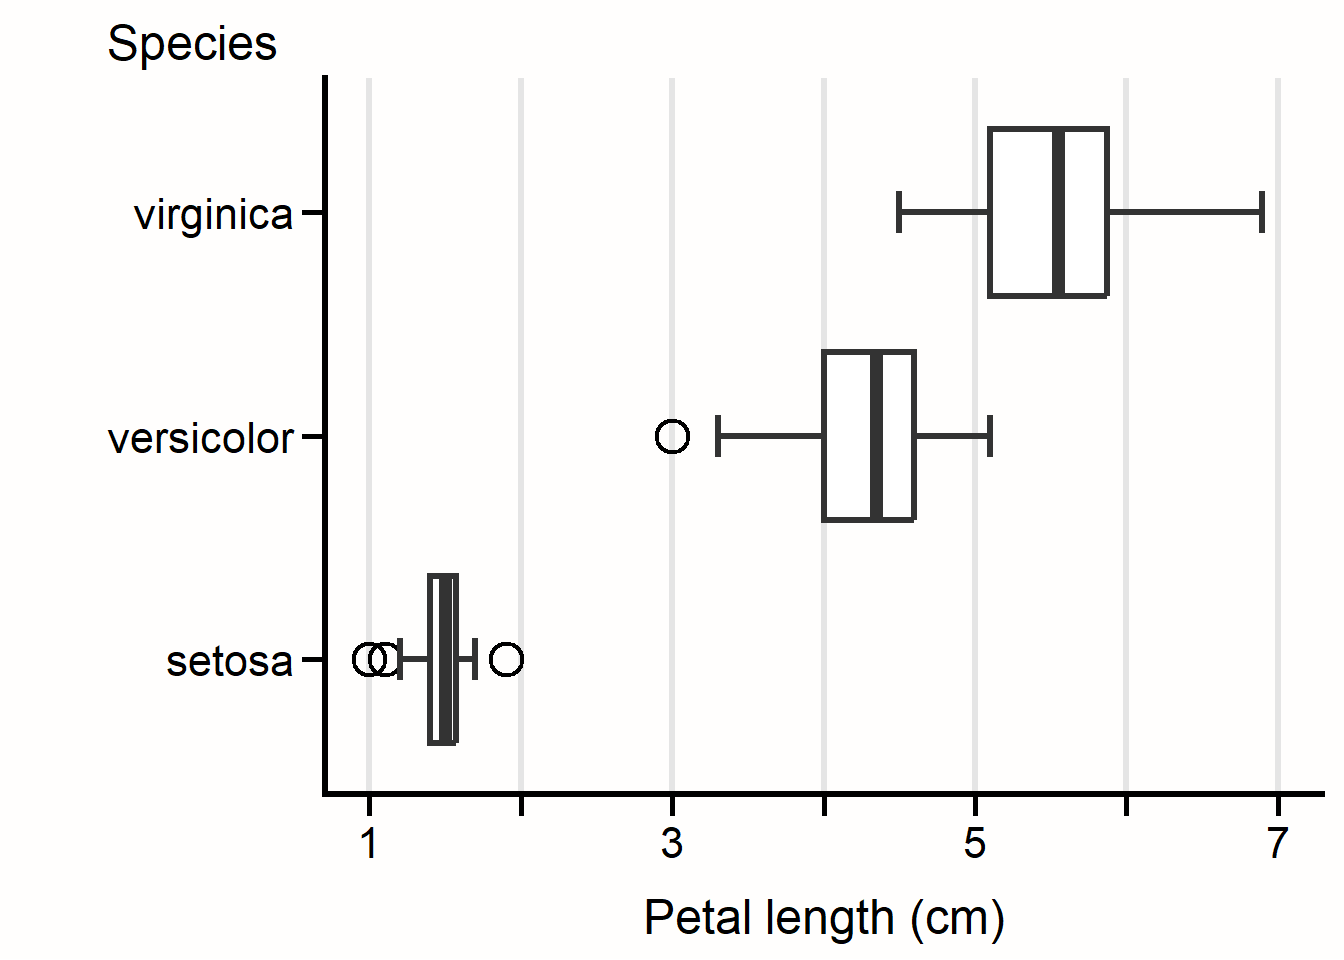 Species
virginica
versicolor
setosa
1 3 5 7
Petal length (cm)